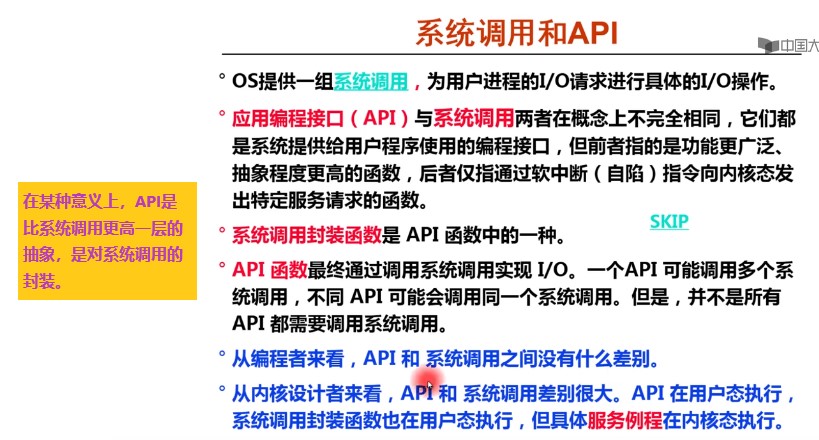 系统调用和API
中国大
° OS提供一组系统调用，为用户进程的I/O请求进行具体的I/O操作。
° 应用编程接口（API）与系统调用两者在概念上不完全相同，它们都
是系统提供给用户程序使用的编程接口，但前者指的是功能更广泛、
抽象程度更高的函数，后者仅指通过软中断（自陷）指令向内核态发
出特定服务请求的函数。
SKIP
° 系统调用封装函数是 API 函数中的一种。
° API 函数最终通过调用系统调用实现 I/O。一个API 可能调用多个系
统调用，不同 API 可能会调用同一个系统调用。但是，并不是所有
API 都需要调用系统调用。
° 从编程者来看，API 和 系统调用之间没有什么差别。
° 从内核设计者来看，API 和 系统调用差别很大。API 在用户态执行，
系统调用封装函数也在用户态执行，但具体服务例程在内核态执行。
在某种意义上，API是
比系统调用更高一层的
抽象，是对系统调用的
封装。